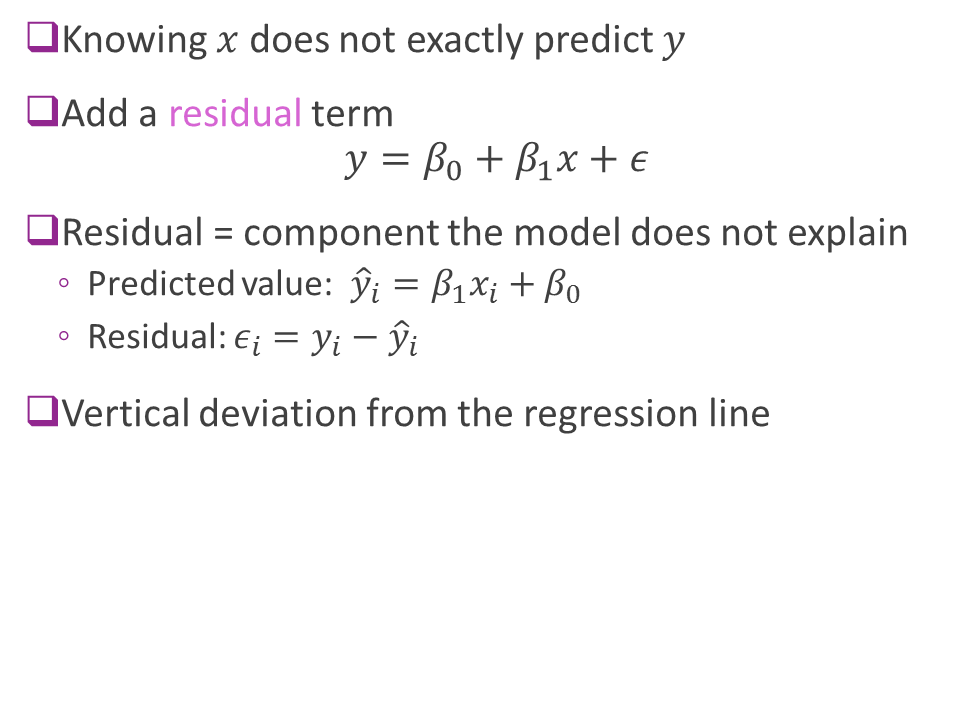 ❑Knowing 𝑥 does not exactly predict 𝑦
❑Add a residual term
𝑦 = 𝛽₀ + 𝛽₁𝑥 + 𝜖
❑Residual = component the model does not explain
◦ Predicted value: 𝑦̂ᵢ = 𝛽₁𝑥ᵢ + 𝛽₀
◦ Residual: 𝜖ᵢ = 𝑦ᵢ − 𝑦̂ᵢ
❑Vertical deviation from the regression line